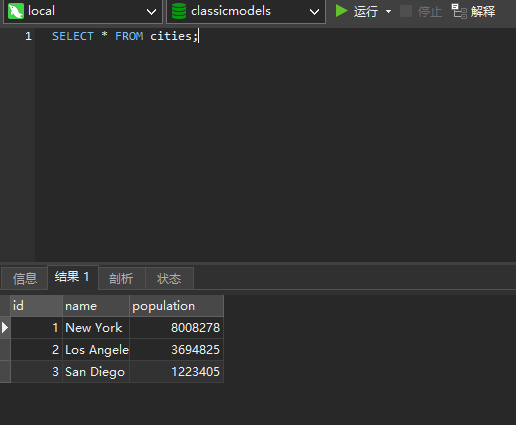 local classicmodels 运行 停止 解释
1 SELECT * FROM cities;
信息 结果 1 剖析 状态
id name population
1 New York 8008278
2 Los Angele 3694825
3 San Diego 1223405